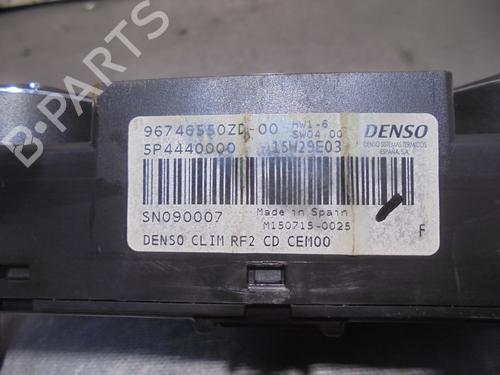 96746550ZD-00 HW1-6
SW04.00
DENSO
5P4440000 15W29E03
DENSO SISTEMAS TERMICOS
ESPAÑA, S.A.
SN090007 Made in Spain
M150715-0025
DENSO CLIM RF2 CD CEM00 F
B-PARTS